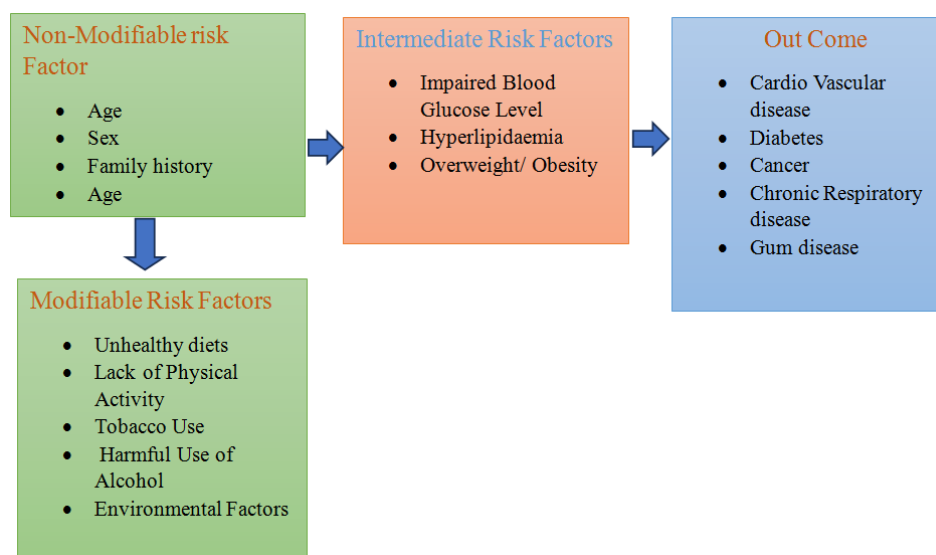 Non-Modifiable risk
Factor
• Age
• Sex
• Family history
• Age
Intermediate Risk Factors
• Impaired Blood
Glucose Level
• Hyperlipidaemia
• Overweight/ Obesity
Out Come
• Cardio Vascular
disease
• Diabetes
• Cancer
• Chronic Respiratory
disease
• Gum disease
Modifiable Risk Factors
• Unhealthy diets
• Lack of Physical
Activity
• Tobacco Use
• Harmful Use of
Alcohol
• Environmental Factors